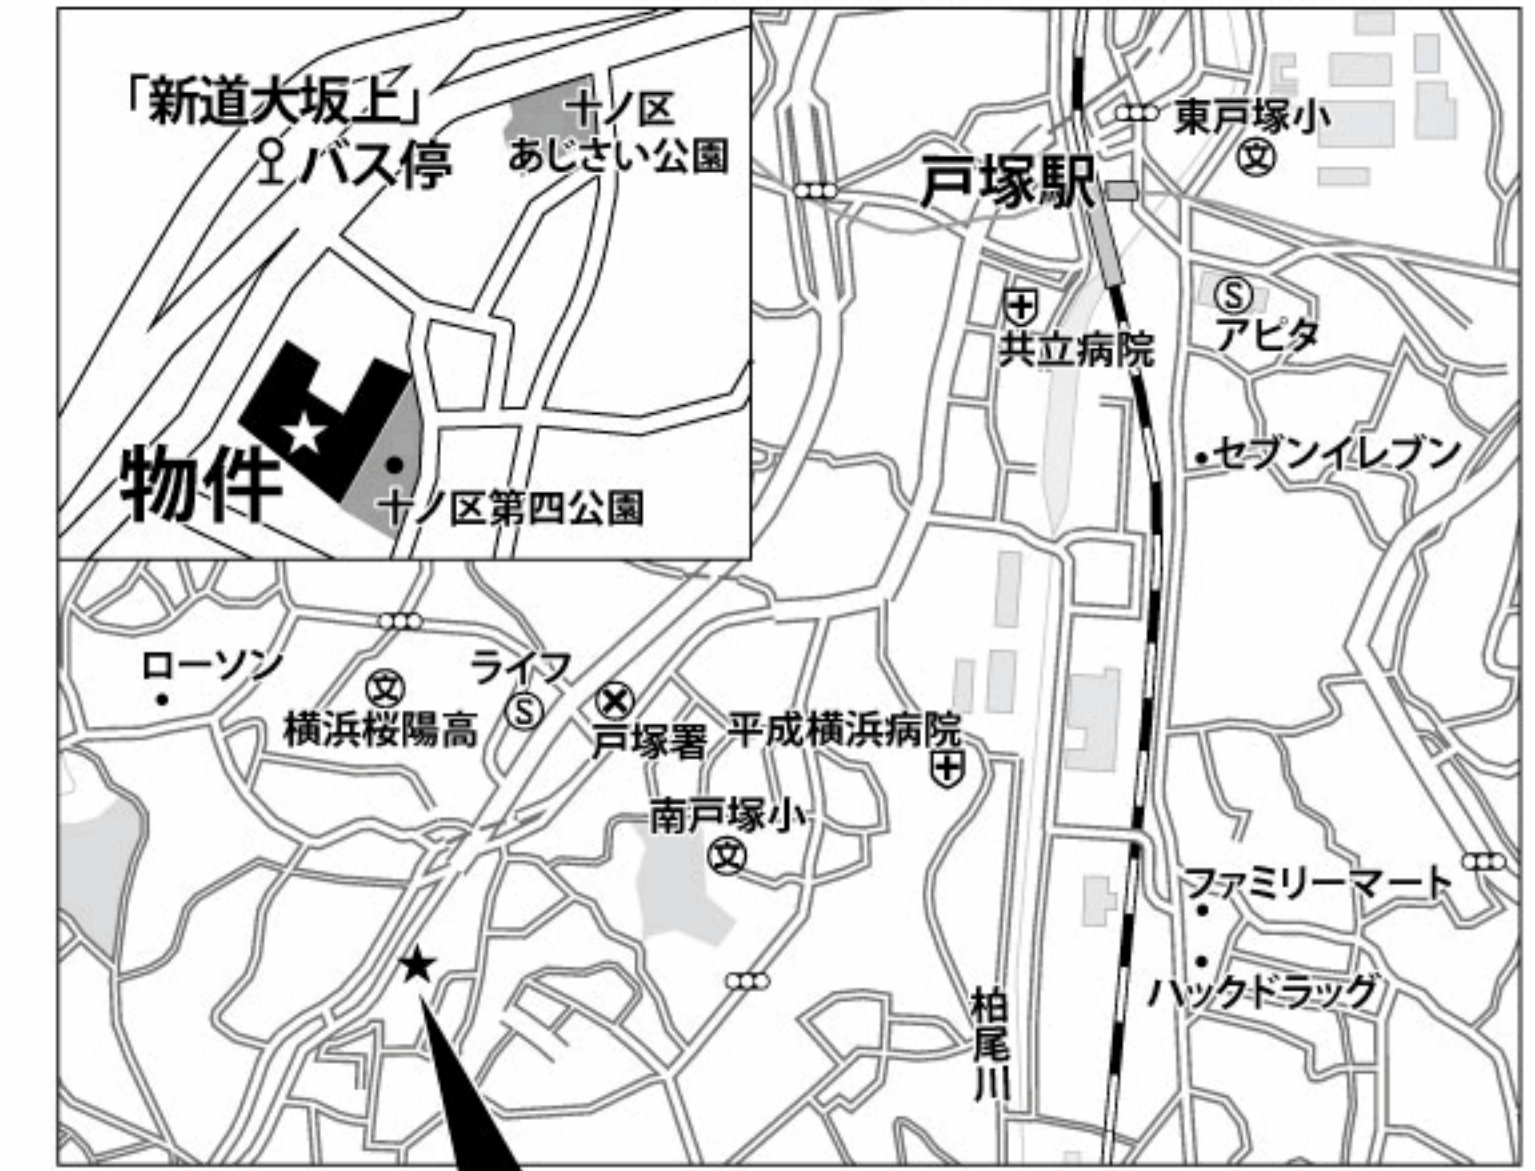 「新道大坂上」
バス停
十ノ区
あじさい公園
物件
十ノ区第四公園
東戸塚小
文
戸塚駅
共立病院
S
アピタ
セブンイレブン
ローソン
文
横浜桜陽高
ライフ
S
戸塚署
平成横浜病院
南戸塚小
文
ファミリーマート
ハックドラッグ
柏尾川